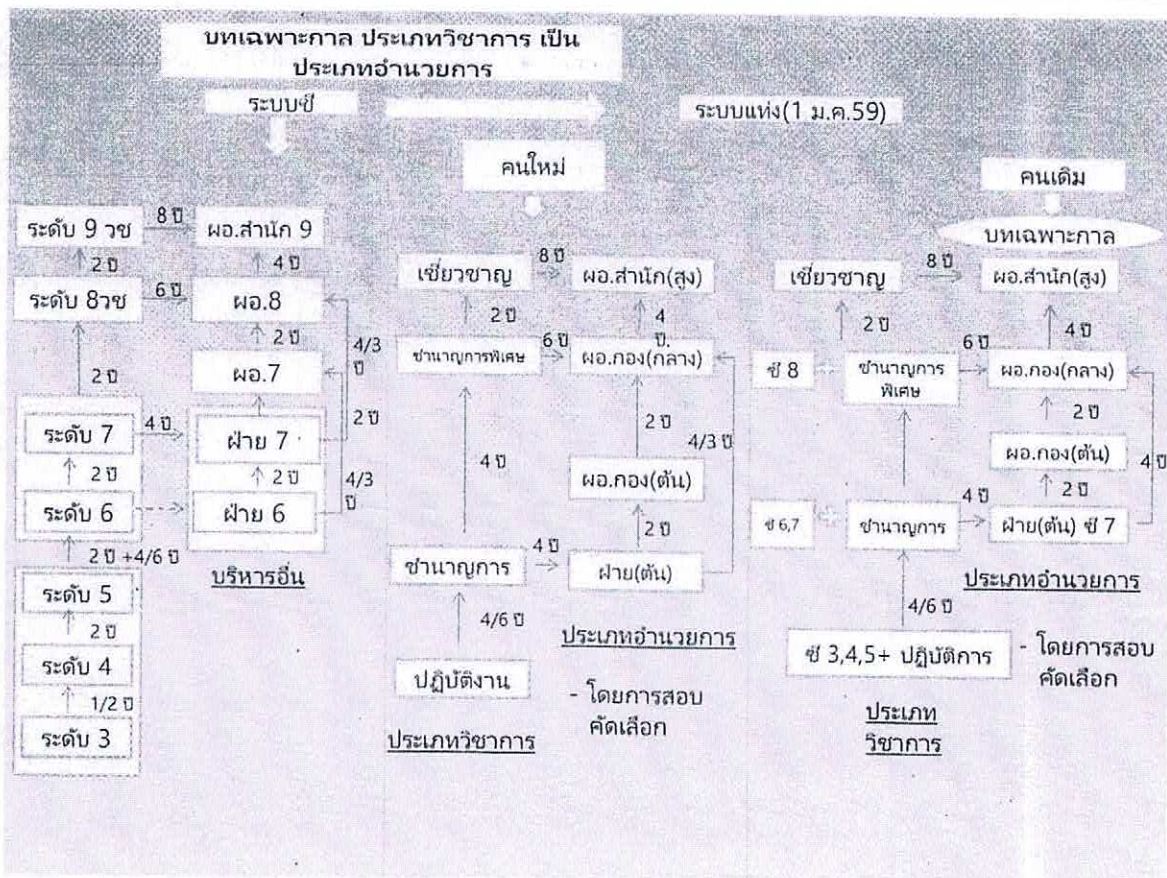 บทเฉพาะกาล ประเภทวิชาการ เป็น
ประเภทอำนวยการ
ระบบซี
ระบบแท่ง(1 ม.ค.59)
คนใหม่
คนเดิม
บทเฉพาะกาล
ระดับ 9 วช
8 ปี
ผอ.สำนัก 9
2 ปี
4 ปี
ระดับ 8วช
6 ปี
ผอ.8
2 ปี
4/3
ปี
ผอ.7
2 ปี
2 ปี
ระดับ 7
4 ปี
ฝ่าย 7
2 ปี
2 ปี
4/3
ปี
ระดับ 6
ฝ่าย 6
2 ปี +4/6 ปี
บริหารอื่น
ระดับ 5
2 ปี
ระดับ 4
1/2 ปี
ระดับ 3
เชี่ยวชาญ
8 ปี
ผอ.สำนัก(สูง)
2 ปี
4
ปี.
ชำนาญการพิเศษ
6 ปี
ผอ.กอง(กลาง)
4 ปี
2 ปี
4/3 ปี
ผอ.กอง(ต้น)
2 ปี
ชำนาญการ
4 ปี
ฝ่าย(ต้น)
4/6 ปี
ประเภทอำนวยการ
ปฏิบัติงาน
- โดยการสอบ
คัดเลือก
ประเภทวิชาการ
เชี่ยวชาญ
8 ปี
ผอ.สำนัก(สูง)
2 ปี
4 ปี
6 ปี
ซี 8
ชำนาญการ
พิเศษ
ผอ.กอง(กลาง)
2 ปี
4 ปี
ผอ.กอง(ต้น)
2 ปี
ซี 6,7
ชำนาญการ
4 ปี
ฝ่าย(ต้น) ซี 7
ประเภทอำนวยการ
4/6 ปี
ซี 3,4,5+ ปฏิบัติการ
- โดยการสอบ
คัดเลือก
ประเภท
วิชาการ